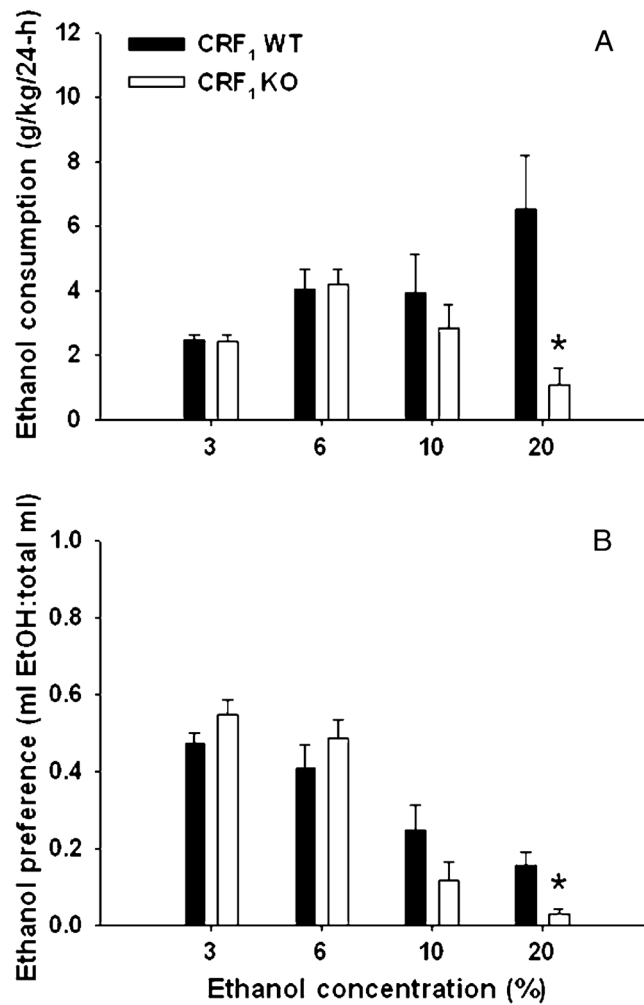 A
CRF₁ WT
CRF₁ KO
Ethanol consumption (g/kg/24-h)
12
10
8
6
4
2
0
*
3 6 10 20
B
Ethanol preference (ml EtOH:total ml)
1.0
0.8
0.6
0.4
0.2
0.0
*
3 6 10 20
Ethanol concentration (%)